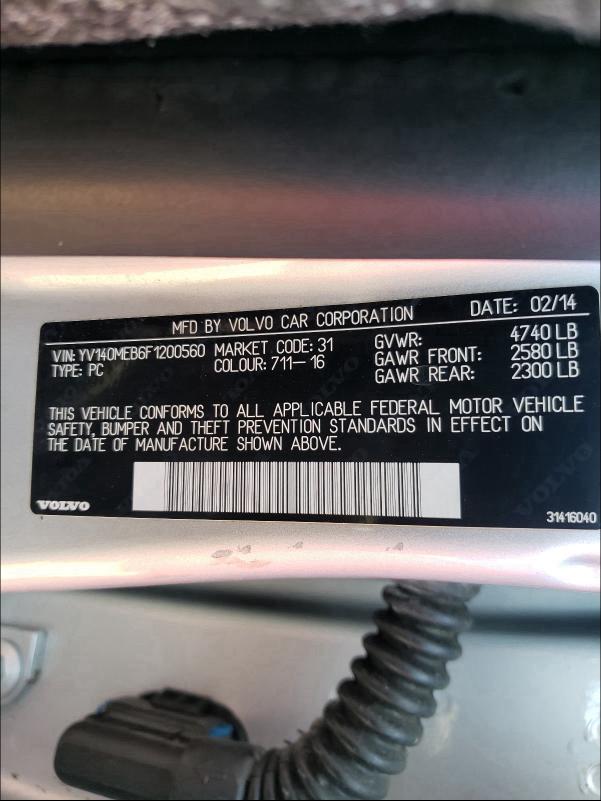 MFD BY VOLVO CAR CORPORATION DATE: 02/14
VIN: YV140MEB6F1200560 MARKET CODE: 31 GVWR: 4740 LB
TYPE: PC COLOUR: 711-16 GAWR FRONT: 2580 LB
GAWR REAR: 2300 LB
THIS VEHICLE CONFORMS TO ALL APPLICABLE FEDERAL MOTOR VEHICLE
SAFETY, BUMPER AND THEFT PREVENTION STANDARDS IN EFFECT ON
THE DATE OF MANUFACTURE SHOWN ABOVE.
VOLVO 31416040